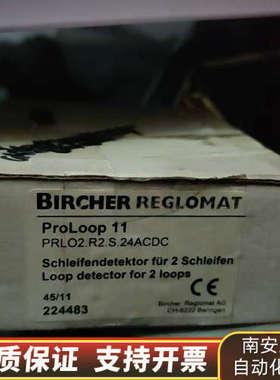 BIRCHER REGLOMAT
ProLoop 11
PRLO2.R2.S.24ACDC
Schleifendetektor für 2 Schleifen
Loop detector for 2 loops
CE
45/11
224483
Bircher Reglomat AG
CH-8222 Beringen
质保证 支持开票
南安
自动化